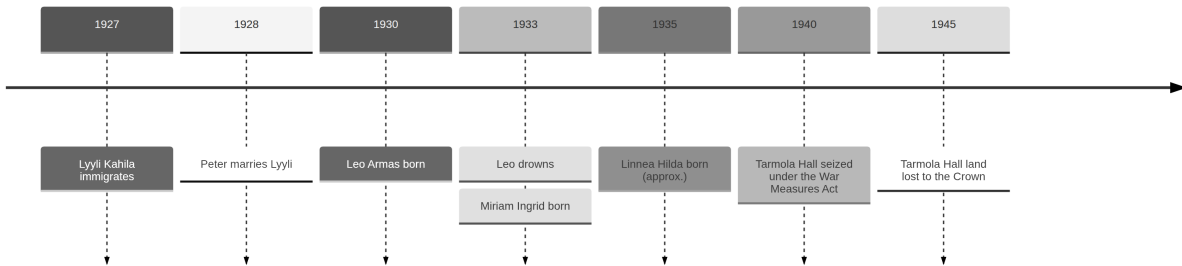 1927
1928
1930
1933
1935
1940
1945
Lyyli Kahila
immigrates
Peter marries Lyyli
Leo Armas born
Leo drowns
Miriam Ingrid born
Linnea Hilda born
(approx.)
Tarmola Hall seized
under the War
Measures Act
Tarmola Hall land
lost to the Crown